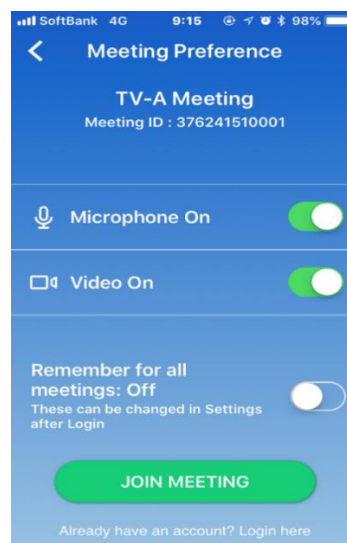 SoftBank 4G 9:15 98%
Meeting Preference
TV-A Meeting
Meeting ID : 376241510001
Microphone On
Video On
Remember for all
meetings: Off
These can be changed in Settings
after Login
JOIN MEETING
Already have an account? Login here